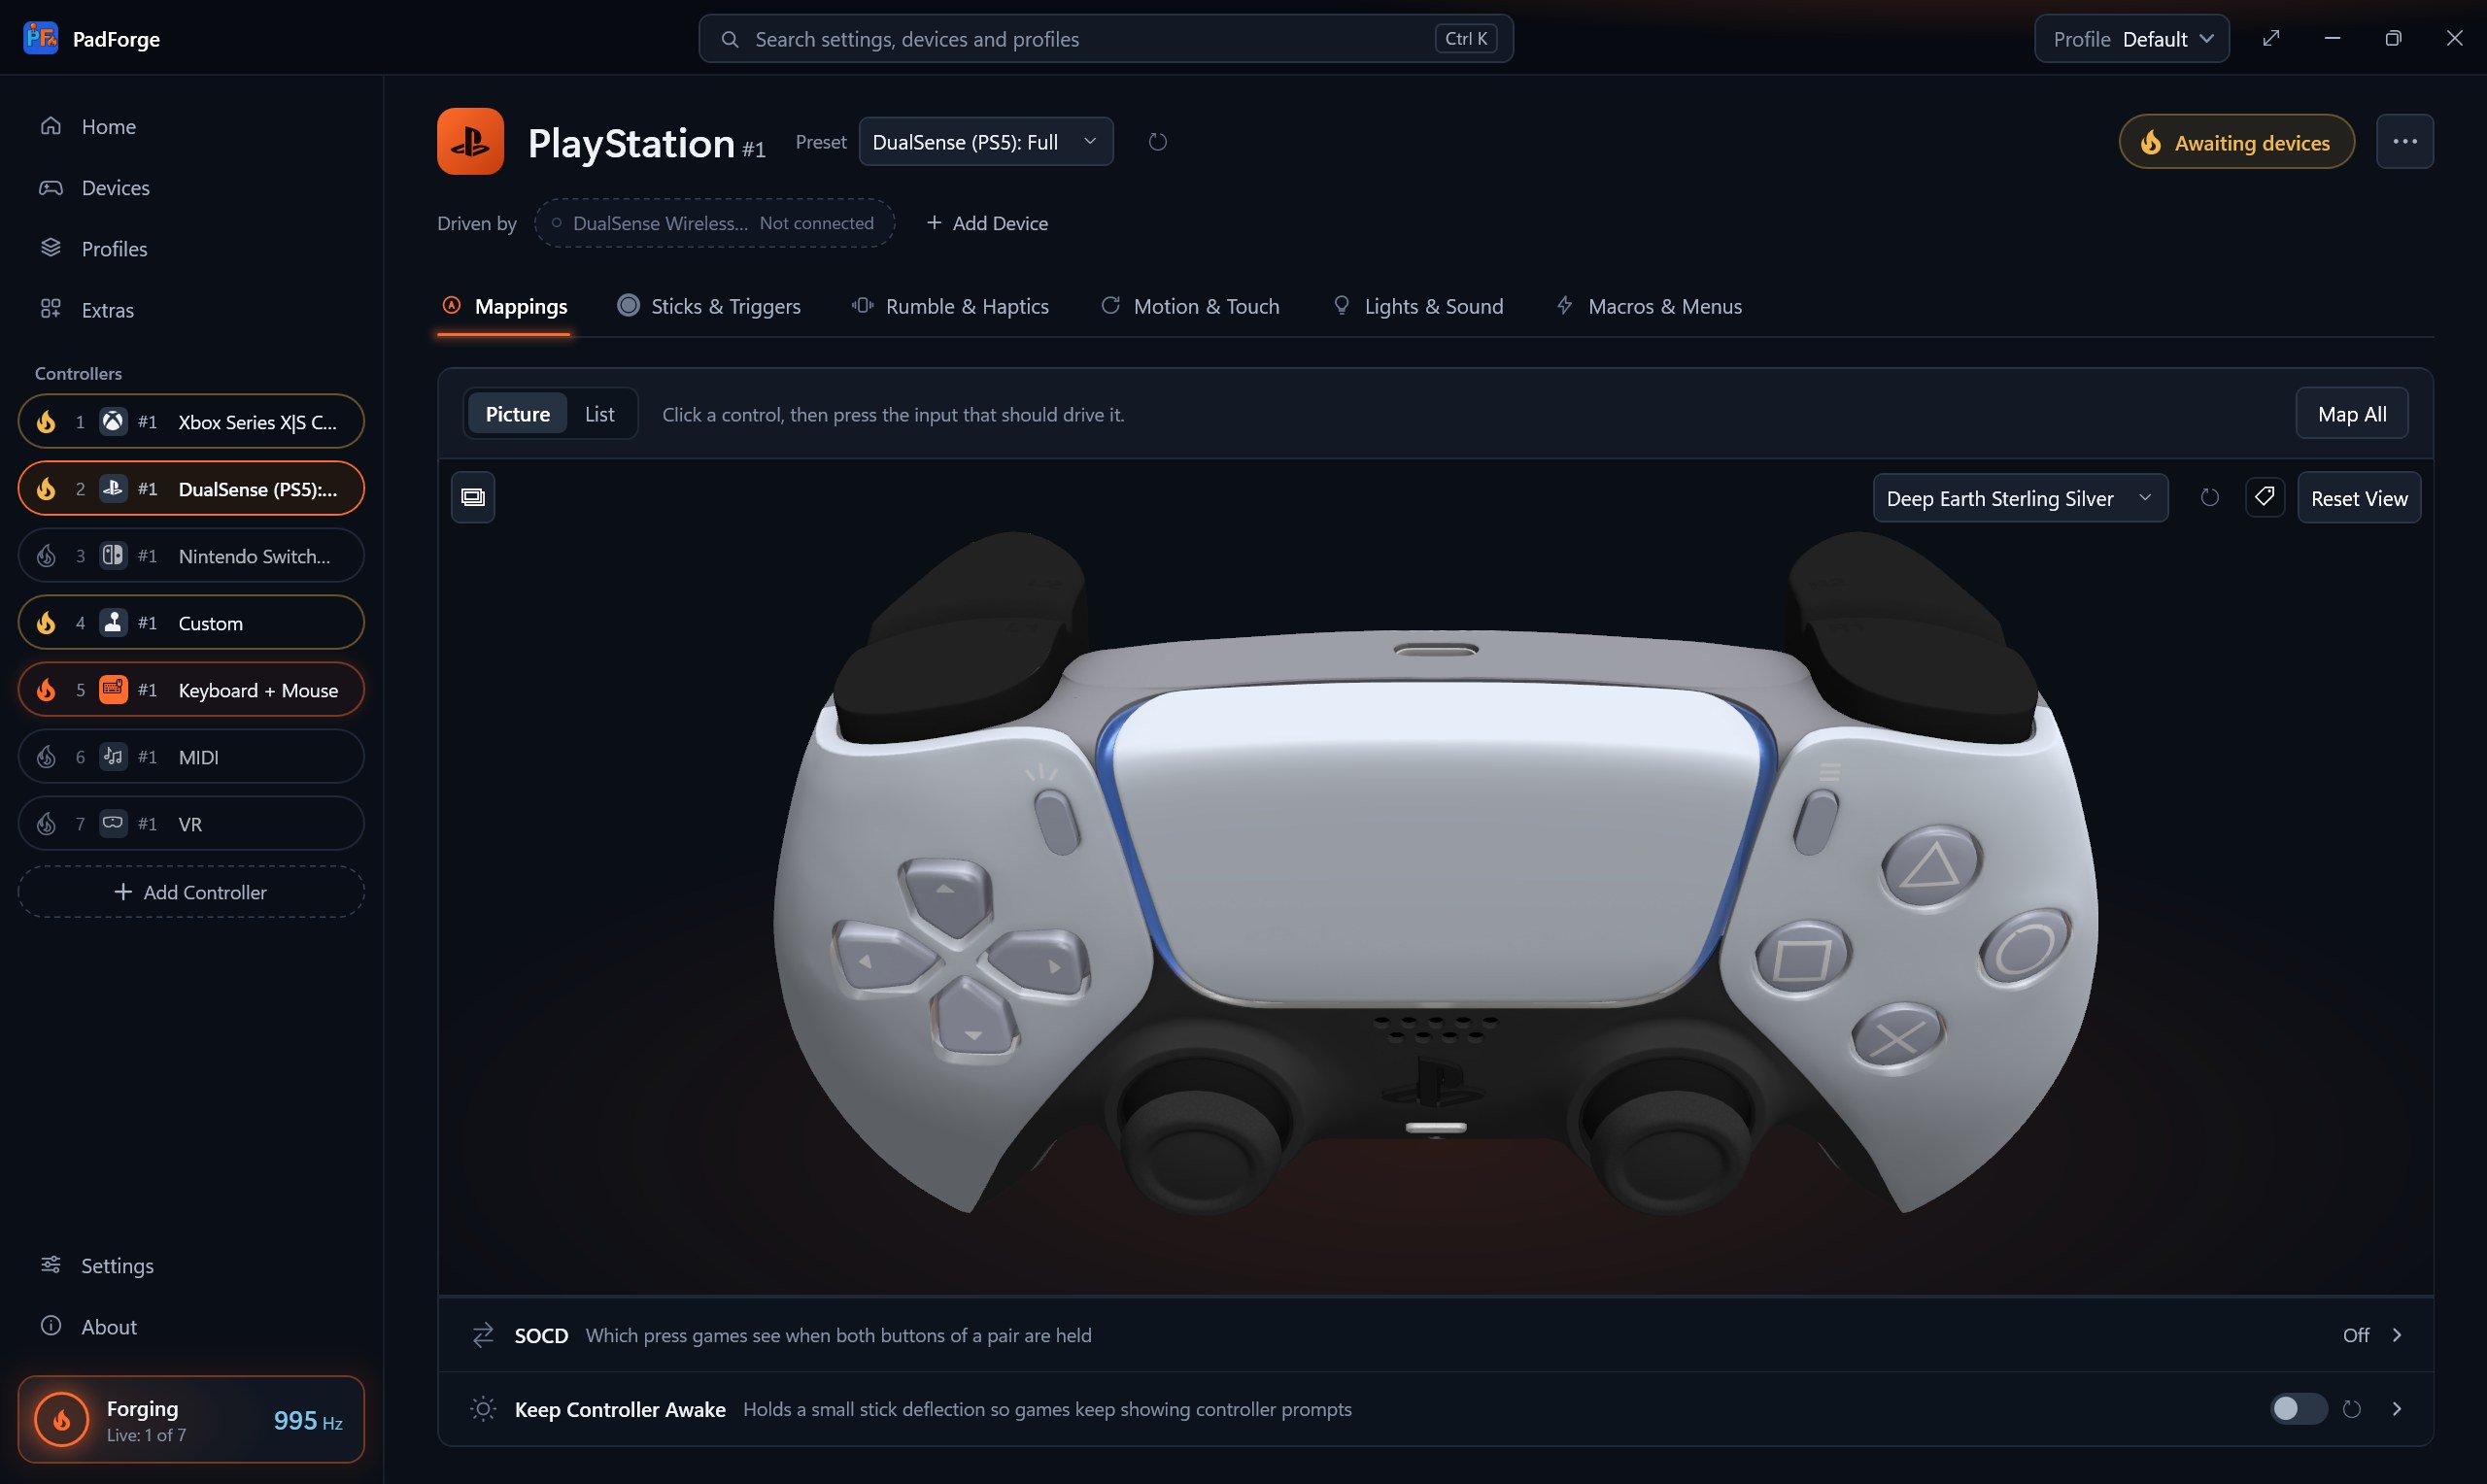 PadForge
Search settings, devices and profiles
Ctrl K
Profile Default
Home
Devices
Profiles
Extras
Controllers
1 #1 Xbox Series X|S C...
2 #1 DualSense (PS5):...
3 #1 Nintendo Switch...
4 #1 Custom
5 #1 Keyboard + Mouse
6 #1 MIDI
7 #1 VR
+ Add Controller
Settings
About
Forging
Live: 1 of 7
995 Hz
PlayStation #1
Preset
DualSense (PS5): Full
Awaiting devices
Driven by
DualSense Wireless... Not connected
+ Add Device
Mappings
Sticks & Triggers
Rumble & Haptics
Motion & Touch
Lights & Sound
Macros & Menus
Picture
List
Click a control, then press the input that should drive it.
Map All
Deep Earth Sterling Silver
Reset View
SOCD Which press games see when both buttons of a pair are held
Off
Keep Controller Awake Holds a small stick deflection so games keep showing controller prompts